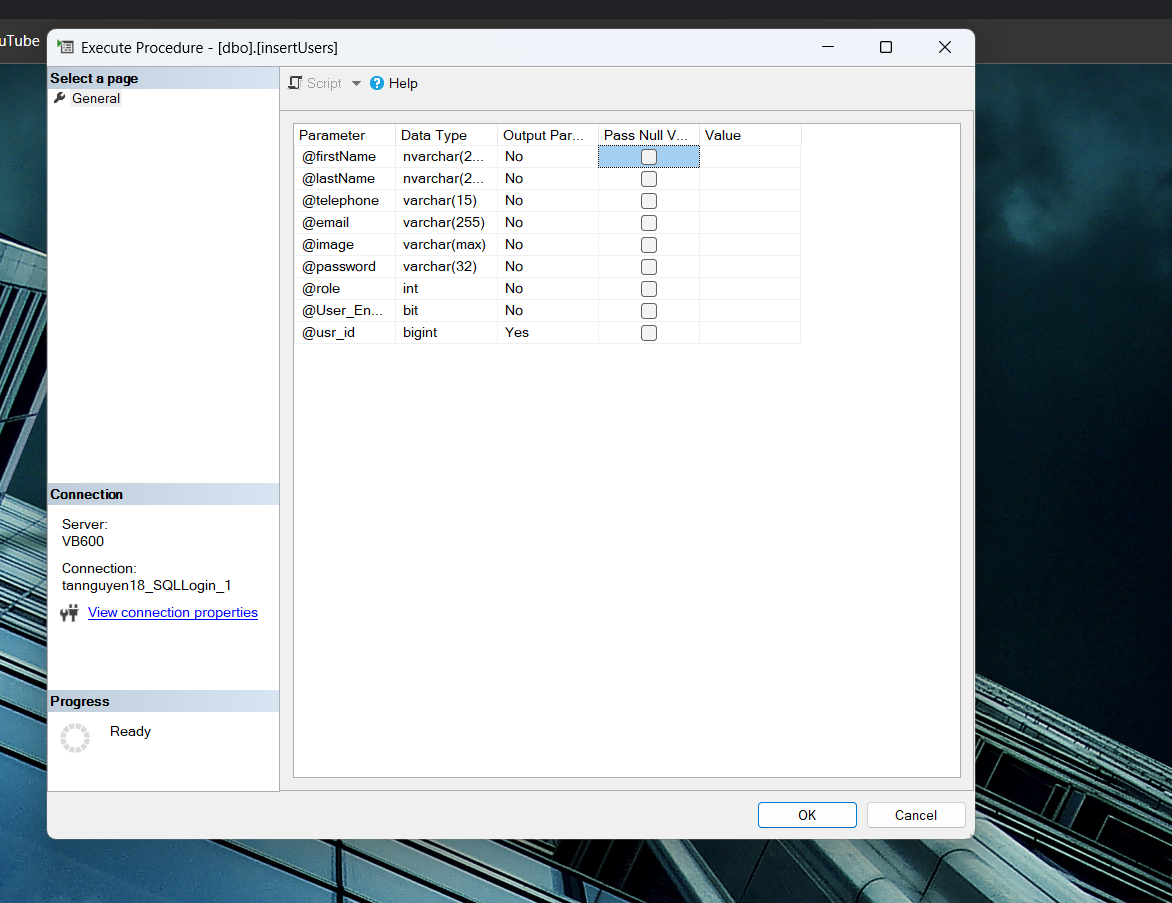 uTube
Execute Procedure - [dbo].[insertUsers]
Select a page
General
Script
Help
Parameter Data Type Output Par... Pass Null V... Value
@firstName nvarchar(2... No
@lastName nvarchar(2... No
@telephone varchar(15) No
@email varchar(255) No
@image varchar(max) No
@password varchar(32) No
@role int No
@User_En... bit No
@usr_id bigint Yes
Connection
Server:
VB600
Connection:
tannguyen18_SQLLogin_1
View connection properties
Progress
Ready
OK Cancel